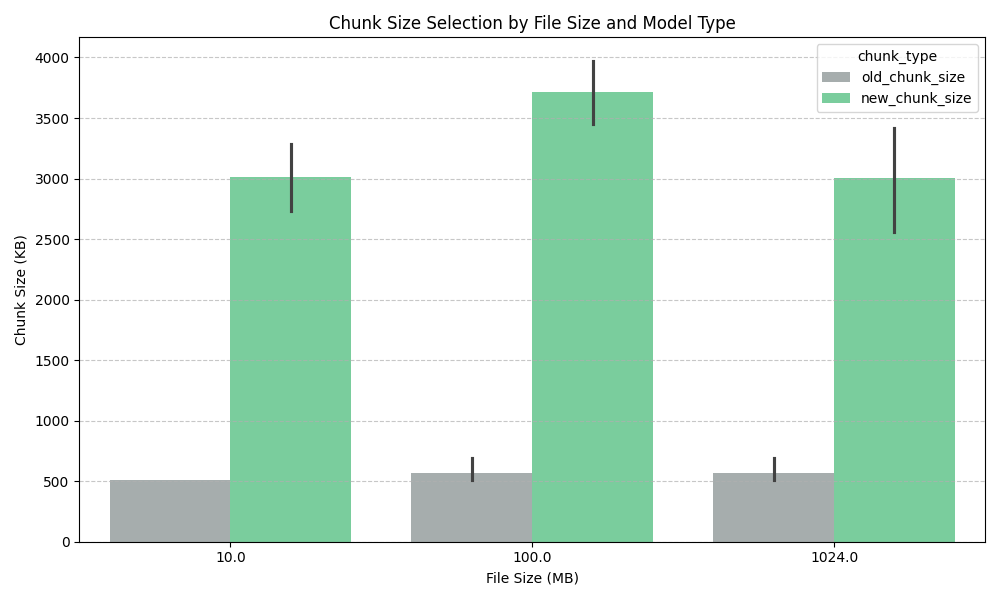 Chunk Size Selection by File Size and Model Type
chunk_type
old_chunk_size
new_chunk_size
Chunk Size (KB)
4000
3500
3000
2500
2000
1500
1000
500
0
10.0
100.0
1024.0
File Size (MB)